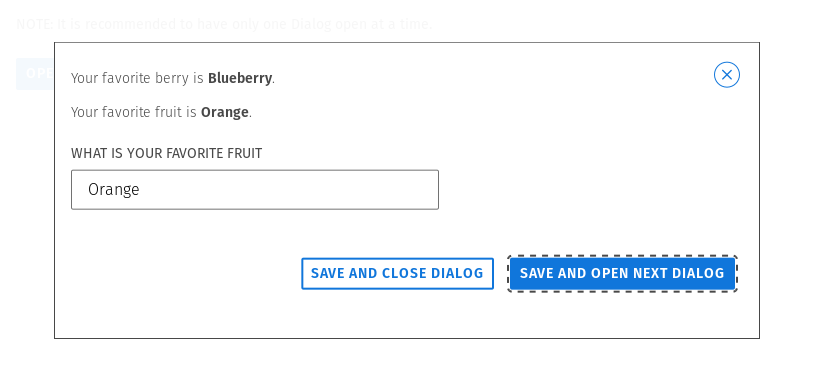 NOTE: It is recommended to have only one Dialog open at a time.
OPE
Your favorite berry is Blueberry.
Your favorite fruit is Orange.
WHAT IS YOUR FAVORITE FRUIT
Orange
SAVE AND CLOSE DIALOG SAVE AND OPEN NEXT DIALOG